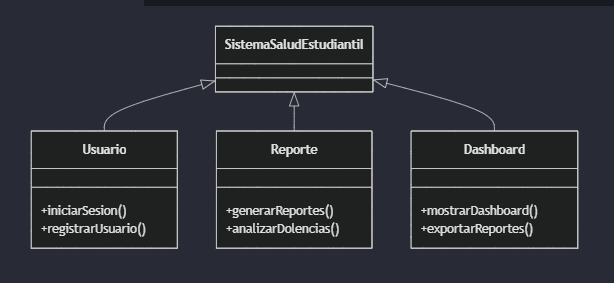 SistemaSaludEstudiantil
Usuario
+iniciarSesion()
+registrarUsuario()
Reporte
+generarReportes()
+analizarDolencias()
Dashboard
+mostrarDashboard()
+exportarReportes()